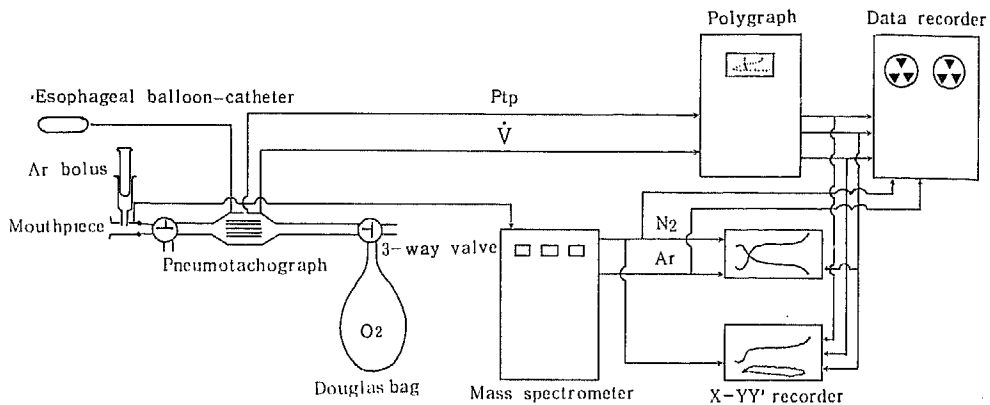 Polygraph
Data recorder
Esophageal balloon-catheter
Ptp
V̇
Ar bolus
Mouthpiece
Pneumotachograph
3-way valve
N2
Ar
O2
Douglas bag
Mass spectrometer
X-YY' recorder